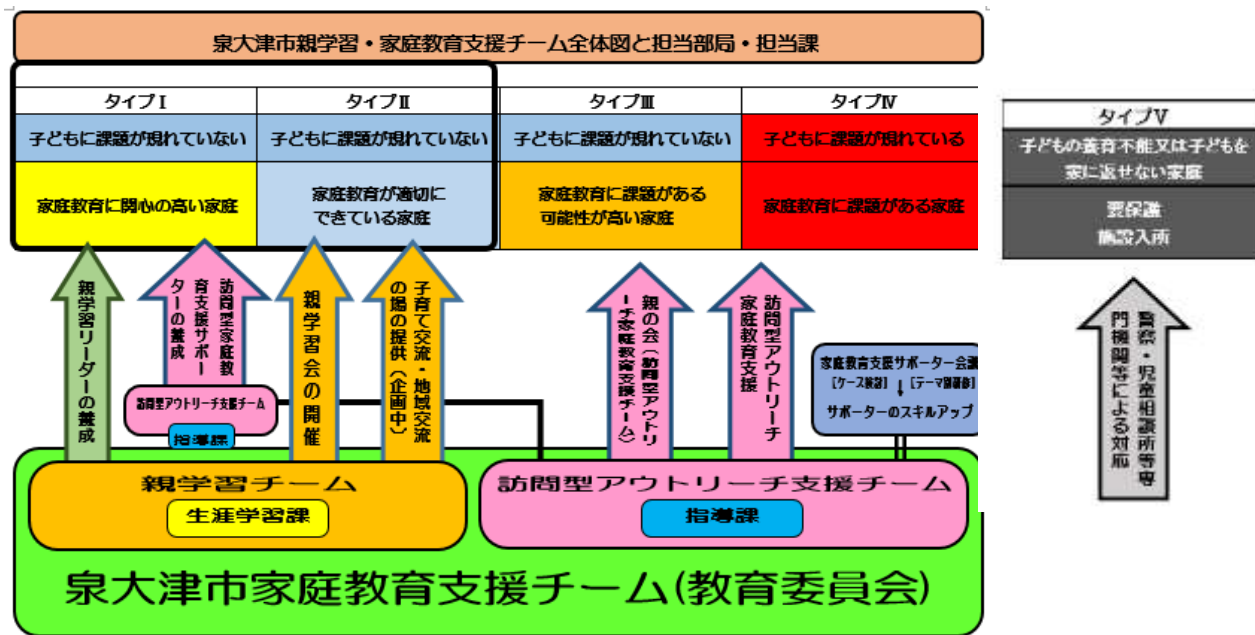 泉大津市親学習・家庭教育支援チーム全体図と担当部局・担当課
タイプⅠ
タイプⅡ
タイプⅢ
タイプⅣ
子どもに課題が現れていない
子どもに課題が現れていない
子どもに課題が現れていない
子どもに課題が現れている
家庭教育に関心の高い家庭
家庭教育が適切に
できている家庭
家庭教育に課題がある
可能性が高い家庭
家庭教育に課題がある家庭
タイプⅤ
子どもの養育不能又は子どもを
家に返せない家庭
要保護
施設入所
親学習リーダーの養成
訪問型家庭教
育支援サポー
ターの養成
親学習会の開催
子育て交流・地域交流
の場の提供（企画中）
親の会（訪問型アウトリ
ーチ家庭教育支援チーム）
訪問型アウトリーチ
家庭教育支援
警察・児童相談所等専
門機関等による対応
訪問型アウトリーチ支援チーム
指導課
家庭教育支援サポーター会議
[ケース検討] ↓ [テーマ別研修]
サポーターのスキルアップ
親学習チーム
生涯学習課
訪問型アウトリーチ支援チーム
指導課
泉大津市家庭教育支援チーム(教育委員会)